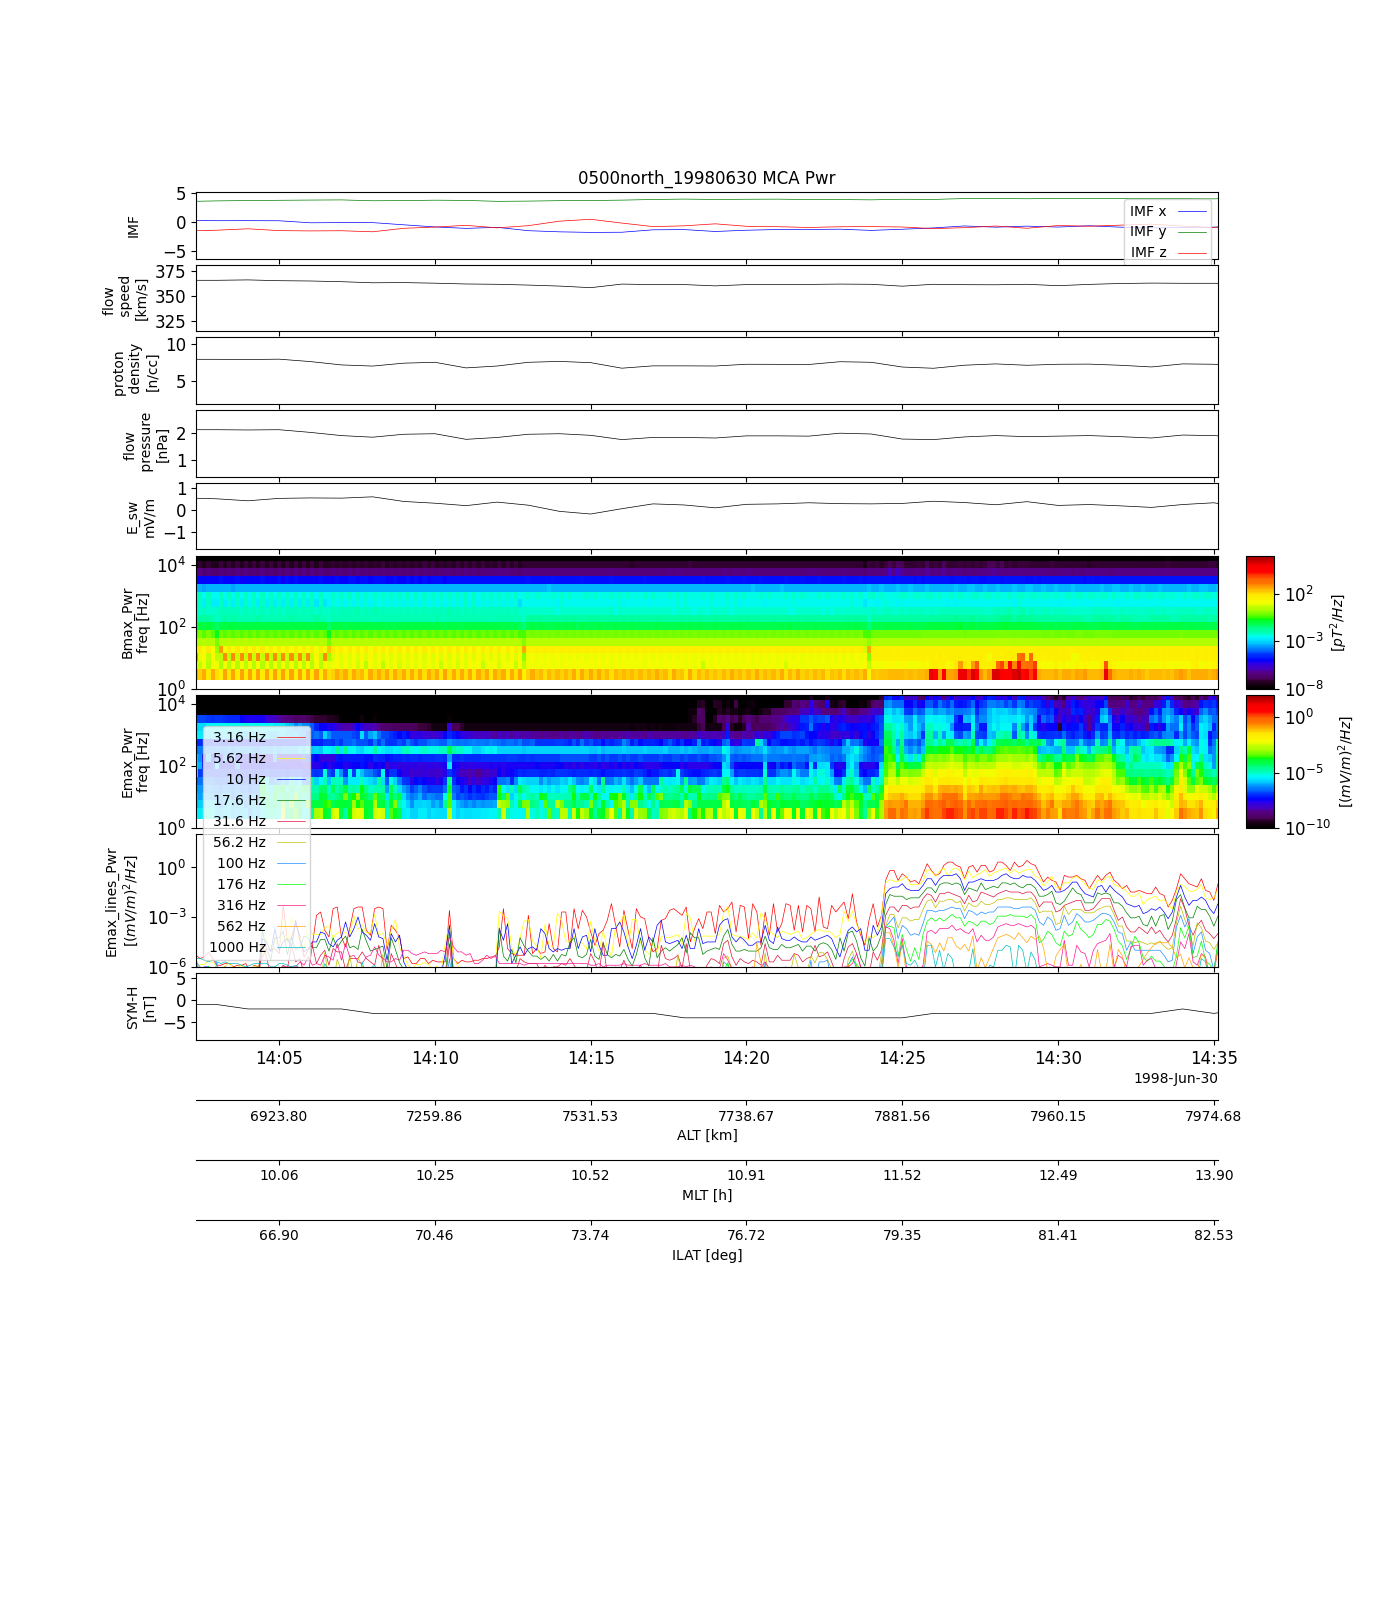 0500north_19980630 MCA Pwr
5
0
−5
IMF
IMF x
IMF y
IMF z
375
350
325
flow
speed
[km/s]
10
5
proton
density
[n/cc]
2
1
flow
pressure
[nPa]
1
0
−1
E_sw
mV/m
10^4
10^2
10^0
Bmax_Pwr
freq [Hz]
10^2
10^−3
10^−8
[pT^2/Hz]
10^4
10^2
10^0
Emax_Pwr
freq [Hz]
10^0
10^−5
10^−10
[(mV/m)^2/Hz]
3.16 Hz
5.62 Hz
10 Hz
17.6 Hz
31.6 Hz
56.2 Hz
100 Hz
176 Hz
316 Hz
562 Hz
1000 Hz
10^0
10^−3
10^−6
Emax_lines_Pwr
[(mV/m)^2/Hz]
5
0
−5
SYM-H
[nT]
14:05 14:10 14:15 14:20 14:25 14:30 14:35
1998-Jun-30
6923.80 7259.86 7531.53 7738.67 7881.56 7960.15 7974.68
ALT [km]
10.06 10.25 10.52 10.91 11.52 12.49 13.90
MLT [h]
66.90 70.46 73.74 76.72 79.35 81.41 82.53
ILAT [deg]